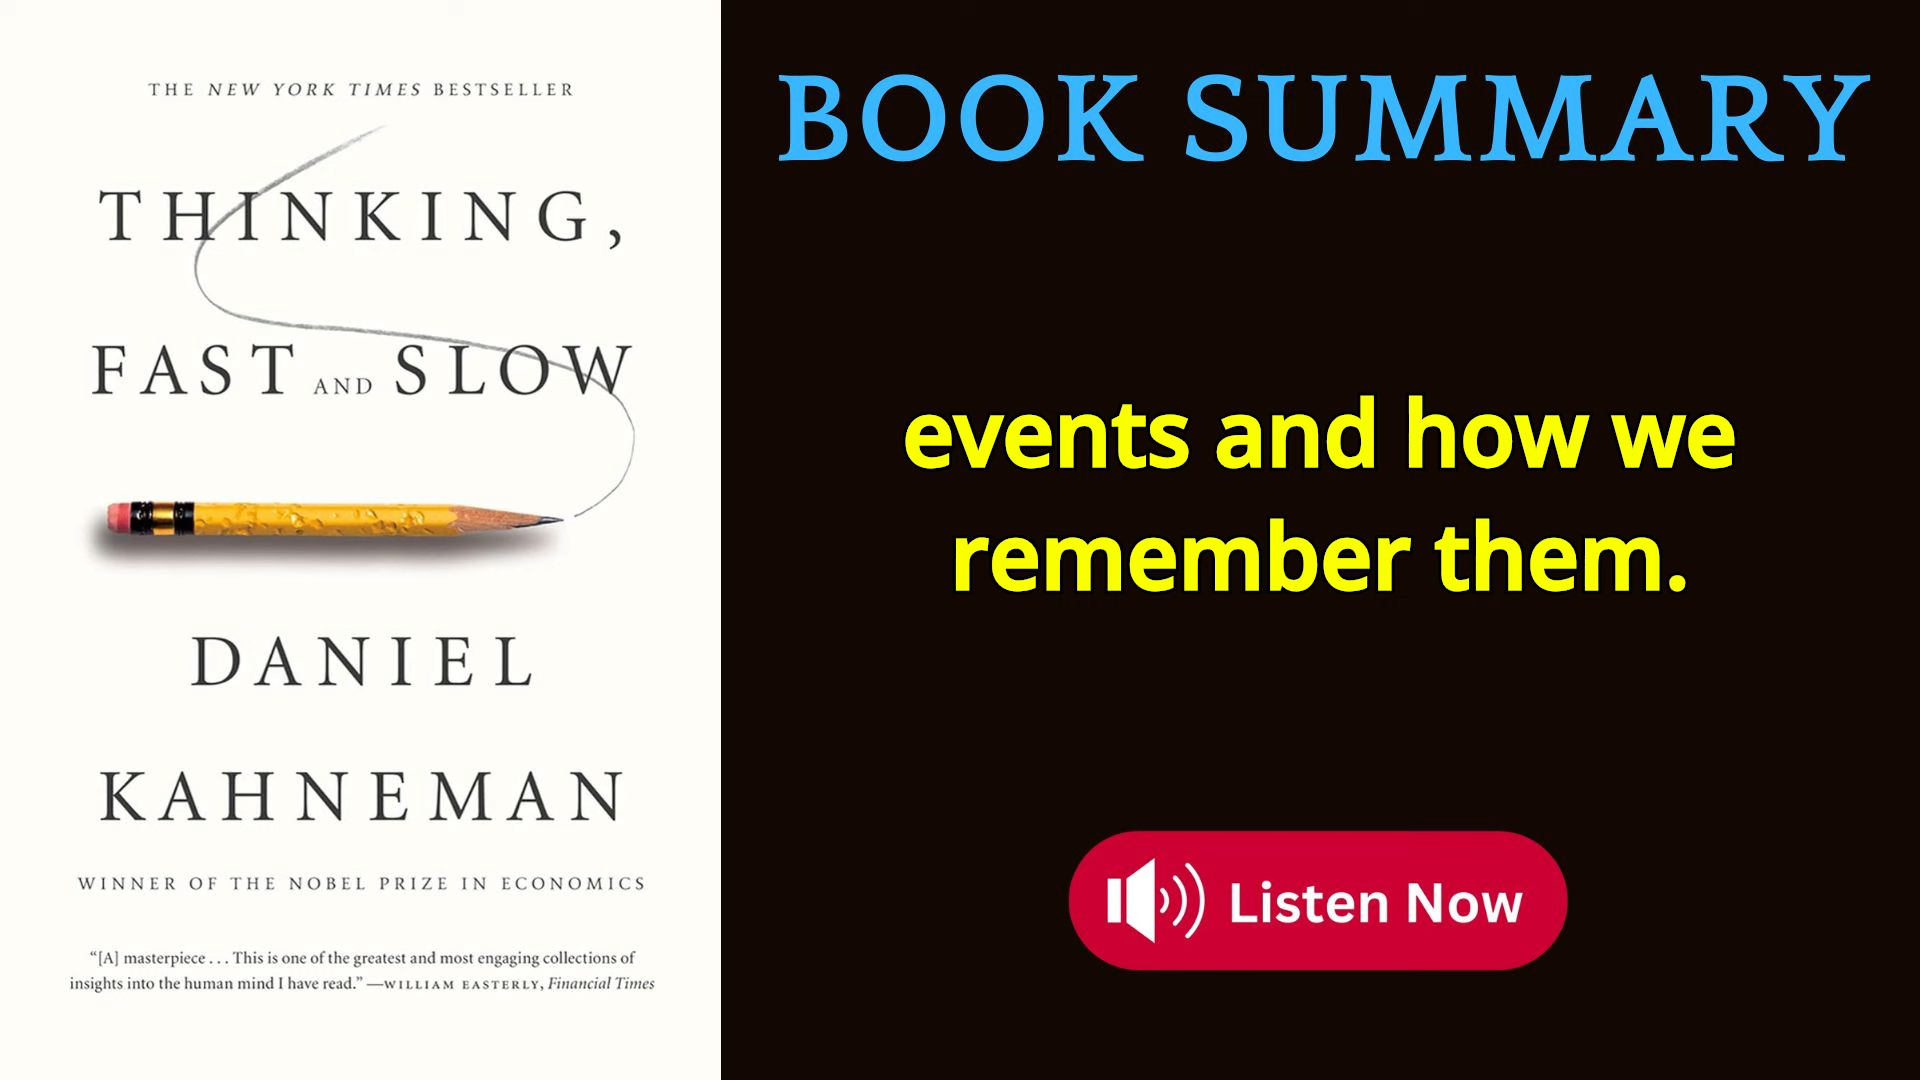 THE NEW YORK TIMES BESTSELLER
THINKING,
FAST AND SLOW
DANIEL
KAHNEMAN
WINNER OF THE NOBEL PRIZE IN ECONOMICS
“[A] masterpiece . . . This is one of the greatest and most engaging collections of
insights into the human mind I have read.” —WILLIAM EASTERLY, Financial Times
BOOK SUMMARY
events and how we
remember them.
Listen Now